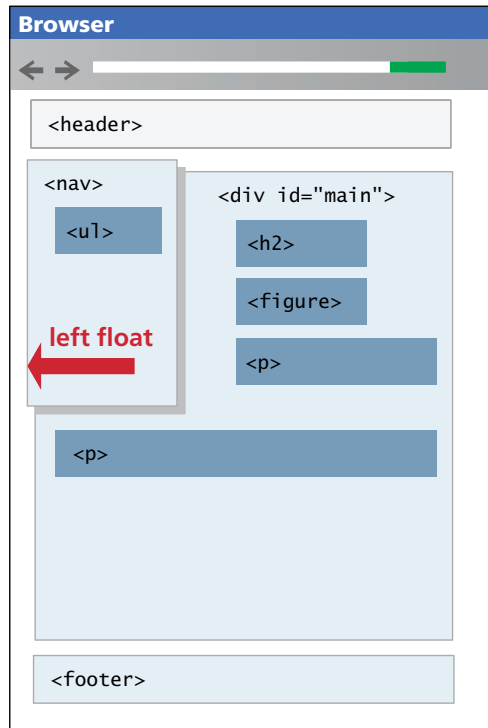 Browser
<header>
<nav>
<ul>
left float
<div id="main">
<h2>
<figure>
<p>
<p>
<footer>